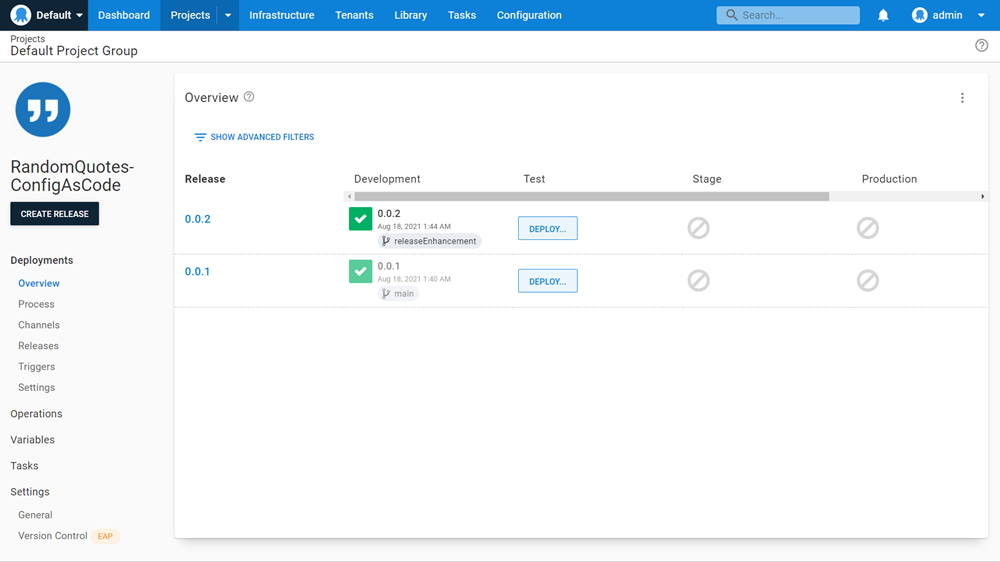 Default Dashboard Projects Infrastructure Tenants Library Tasks Configuration Search... admin
Projects
Default Project Group
RandomQuotes-
ConfigAsCode
CREATE RELEASE
Deployments
Overview
Process
Channels
Releases
Triggers
Settings
Operations
Variables
Tasks
Settings
General
Version Control EAP
Overview
SHOW ADVANCED FILTERS
Release Development Test Stage Production
0.0.2 0.0.2 DEPLOY...
Aug 18, 2021 1:44 AM
releaseEnhancement
0.0.1 0.0.1 DEPLOY...
Aug 18, 2021 1:40 AM
main